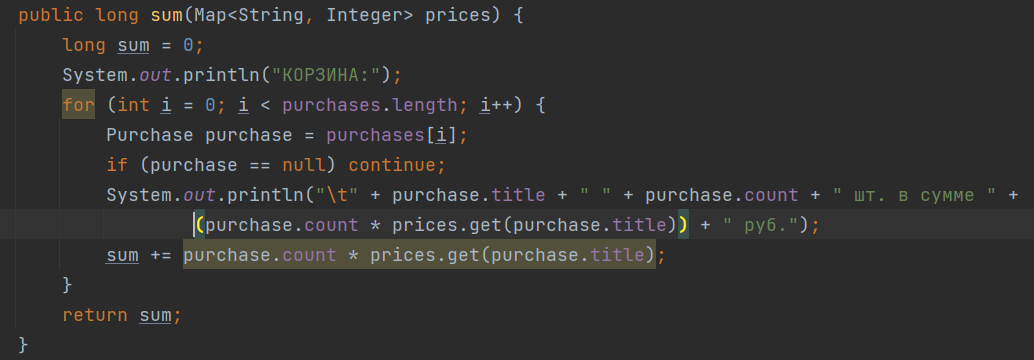 public long sum(Map<String, Integer> prices) {
    long sum = 0;
    System.out.println("КОРЗИНА:");
    for (int i = 0; i < purchases.length; i++) {
        Purchase purchase = purchases[i];
        if (purchase == null) continue;
        System.out.println("\t" + purchase.title + " " + purchase.count + " шт. в сумме " +
                (purchase.count * prices.get(purchase.title)) + " руб.");
        sum += purchase.count * prices.get(purchase.title);
    }
    return sum;
}